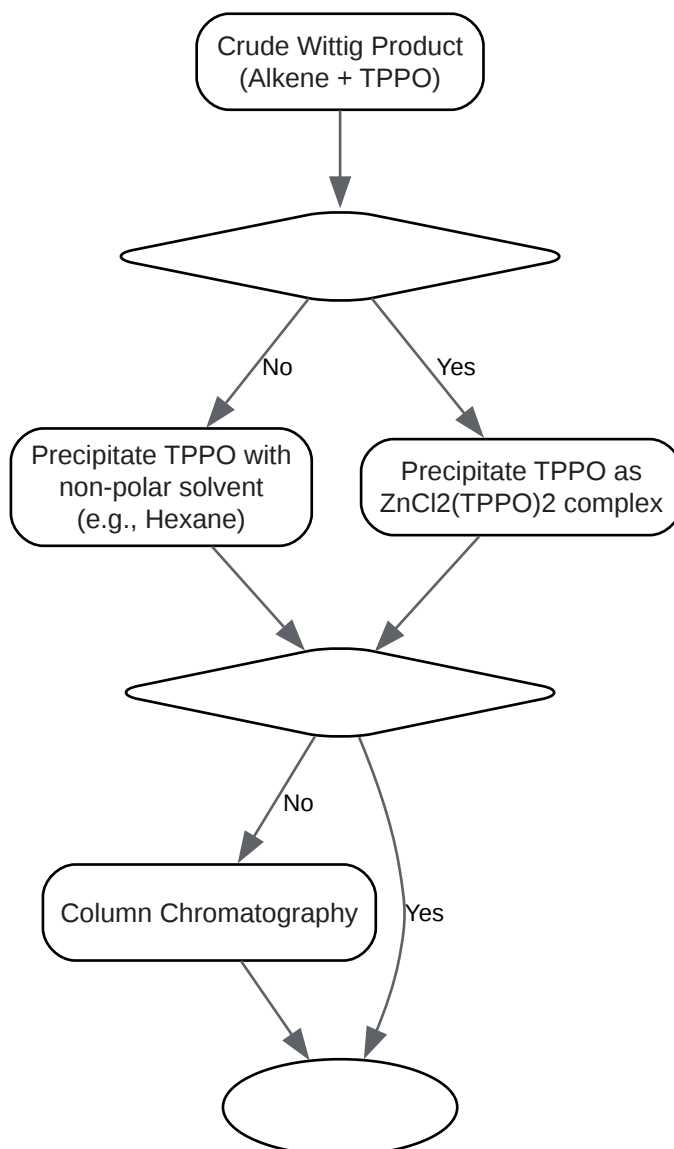 Crude Wittig Product
(Alkene + TPPO)
No
Yes
Precipitate TPPO with
non-polar solvent
(e.g., Hexane)
Precipitate TPPO as
ZnCl2(TPPO)2 complex
No
Column Chromatography
Yes